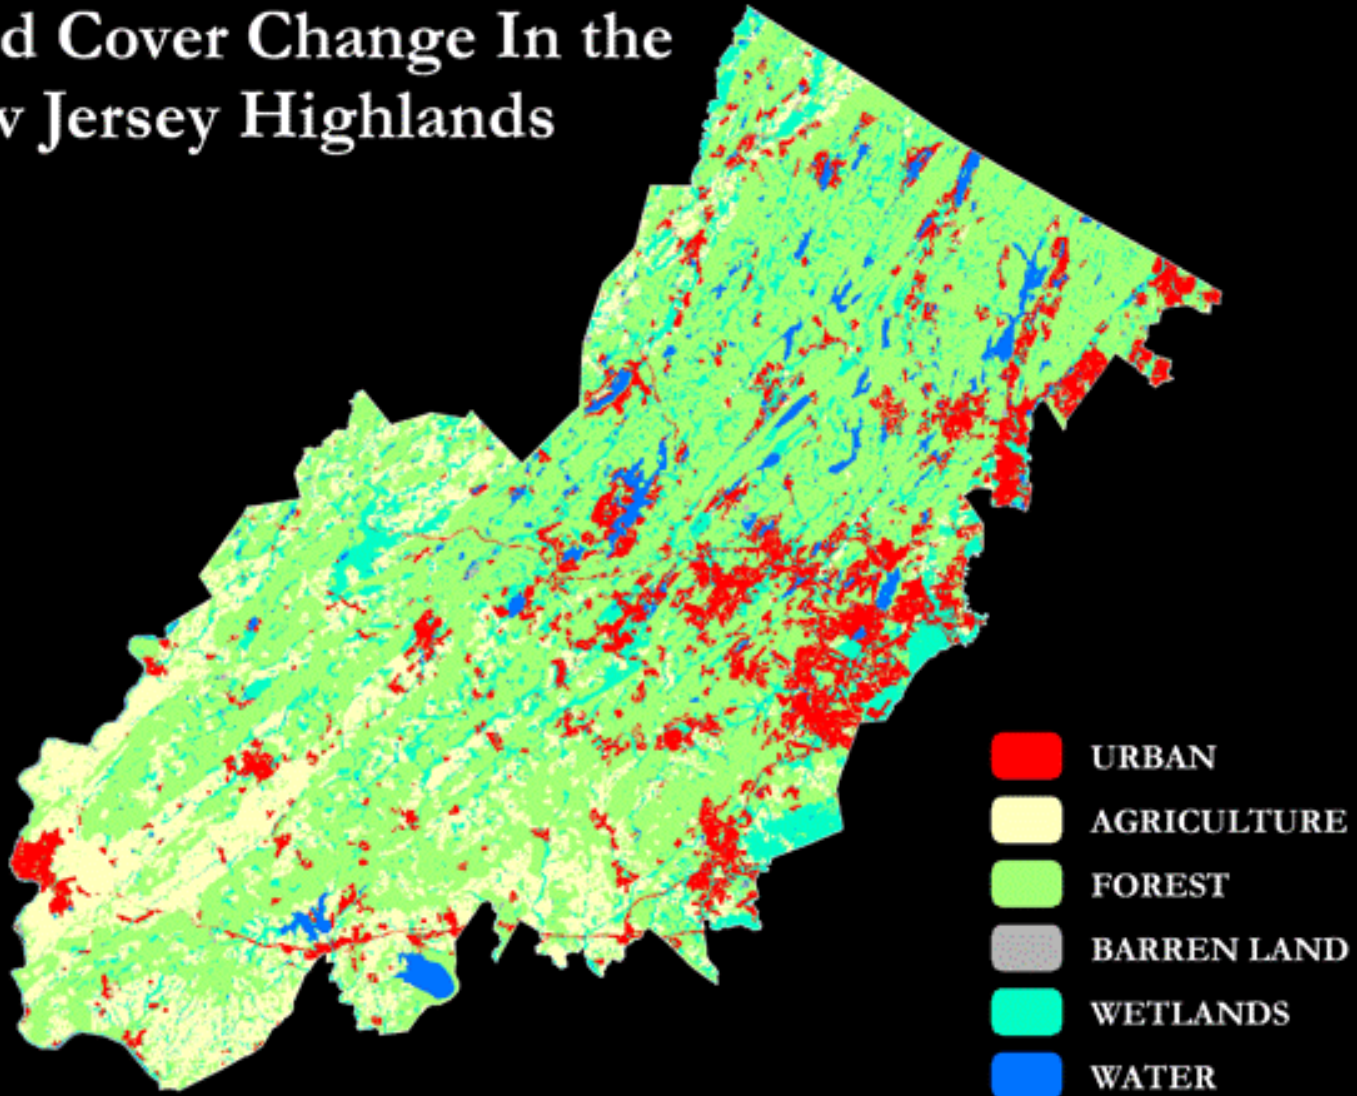 d Cover Change In the
w Jersey Highlands
URBAN
AGRICULTURE
FOREST
BARREN LAND
WETLANDS
WATER